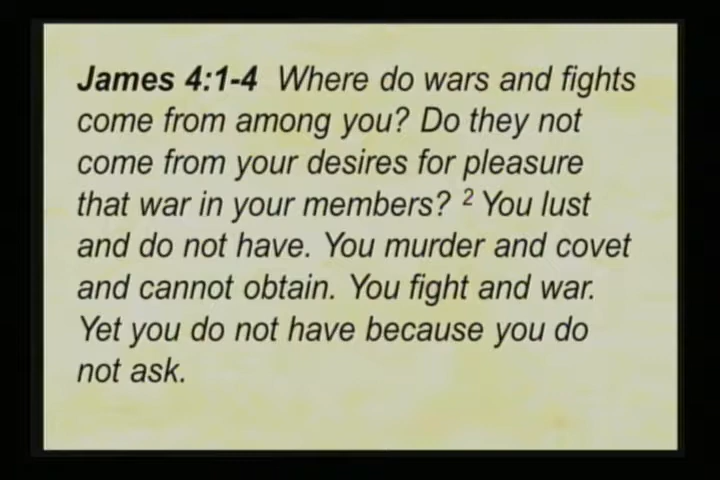 James 4:1-4 Where do wars and fights
come from among you? Do they not
come from your desires for pleasure
that war in your members? ² You lust
and do not have. You murder and covet
and cannot obtain. You fight and war.
Yet you do not have because you do
not ask.